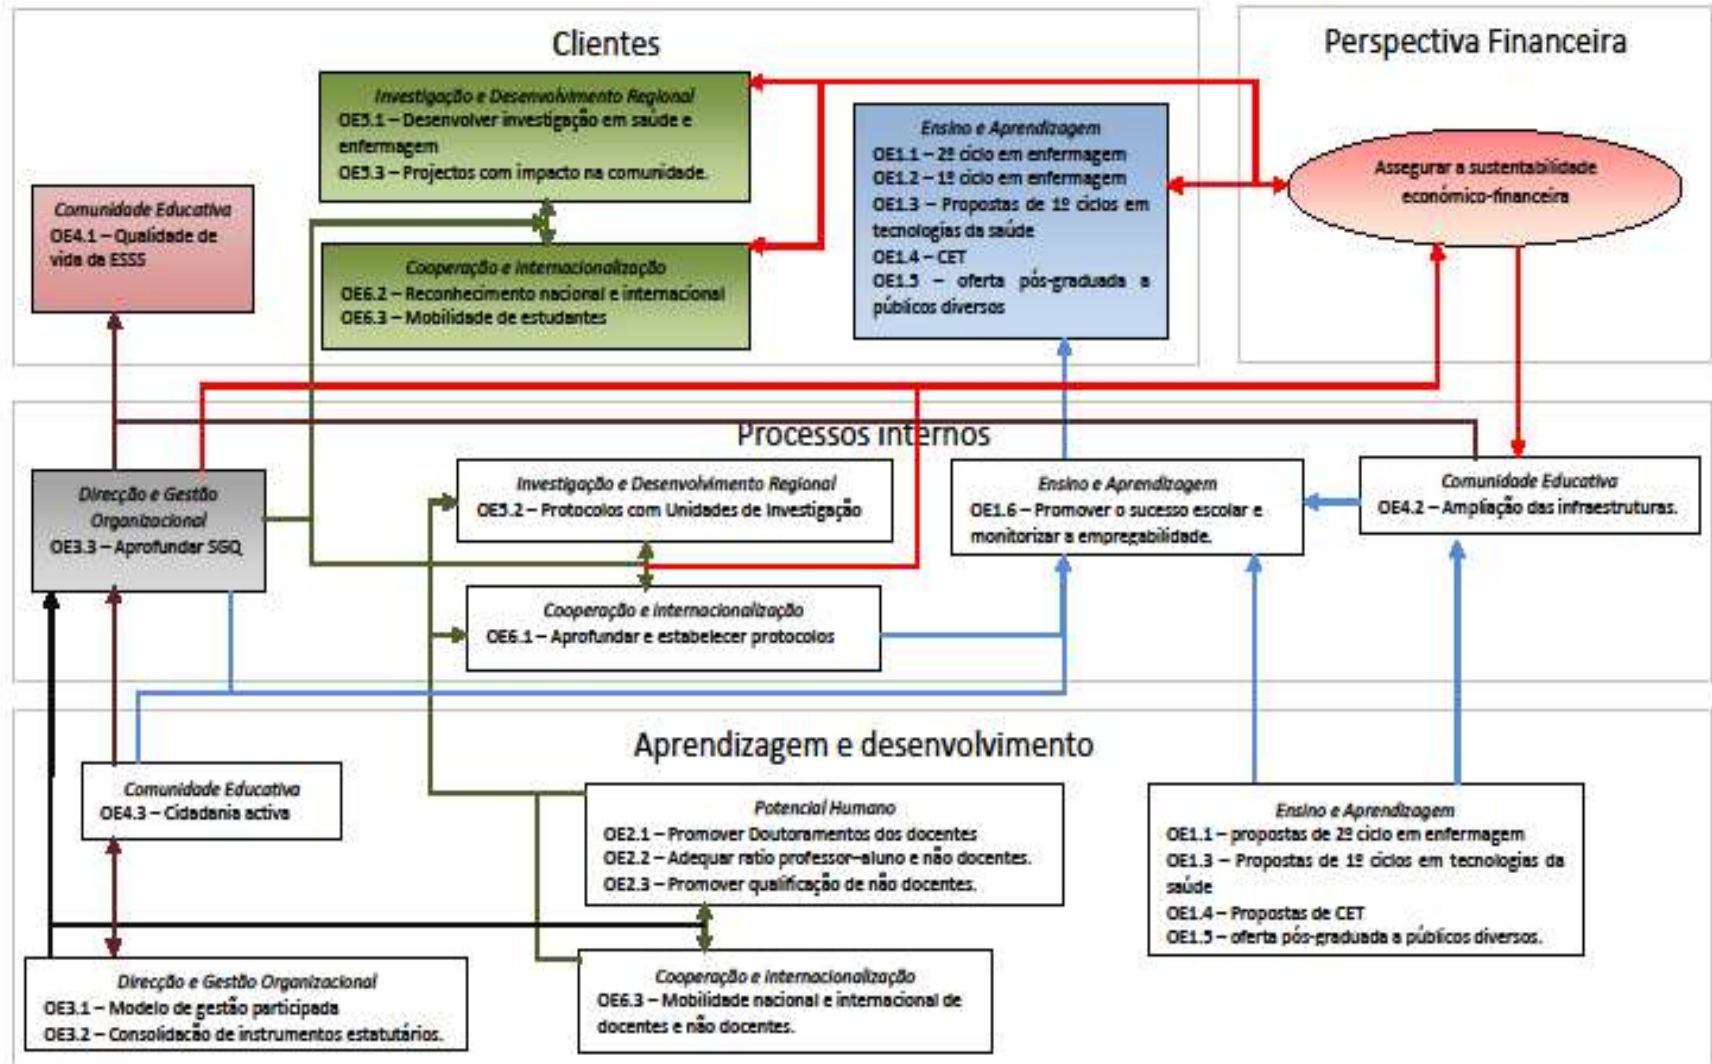 Clientes
Perspectiva Financeira
Investigação e Desenvolvimento Regional
OE5.1 – Desenvolver investigação em saúde e
enfermagem
OE5.3 – Projectos com impacto na comunidade.
Ensino e Aprendizagem
OE1.1 – 2º ciclo em enfermagem
OE1.2 – 1º ciclo em enfermagem
OE1.3 – Propostas de 1º ciclos em
tecnologias da saúde
OE1.4 – CET
OE1.5 – oferta pós-graduada a
públicos diversos
Assegurar a sustentabilidade
económico-financeira
Comunidade Educativa
OE4.1 – Qualidade de
vida da ESSS
Cooperação e Internacionalização
OE6.2 – Reconhecimento nacional e internacional
OE6.3 – Mobilidade de estudantes
Processos internos
Direcção e Gestão
Organizacional
OE3.3 – Aprofundar SGQ
Investigação e Desenvolvimento Regional
OE5.2 – Protocolos com Unidades de Investigação
Ensino e Aprendizagem
OE1.6 – Promover o sucesso escolar e
monitorizar a empregabilidade.
Comunidade Educativa
OE4.2 – Ampliação das infraestruturas.
Cooperação e Internacionalização
OE6.1 – Aprofundar e estabelecer protocolos
Aprendizagem e desenvolvimento
Comunidade Educativa
OE4.3 – Cidadania activa
Potencial Humano
OE2.1 – Promover Doutoramentos dos docentes
OE2.2 – Adequar ratio professor–aluno e não docentes.
OE2.3 – Promover qualificação de não docentes.
Ensino e Aprendizagem
OE1.1 – propostas de 2º ciclo em enfermagem
OE1.3 – Propostas de 1º ciclos em tecnologias da
saúde
OE1.4 – Propostas de CET
OE1.5 – oferta pós-graduada a públicos diversos.
Direcção e Gestão Organizacional
OE3.1 – Modelo de gestão participada
OE3.2 – Consolidação de instrumentos estatutários.
Cooperação e Internacionalização
OE6.3 – Mobilidade nacional e internacional de
docentes e não docentes.